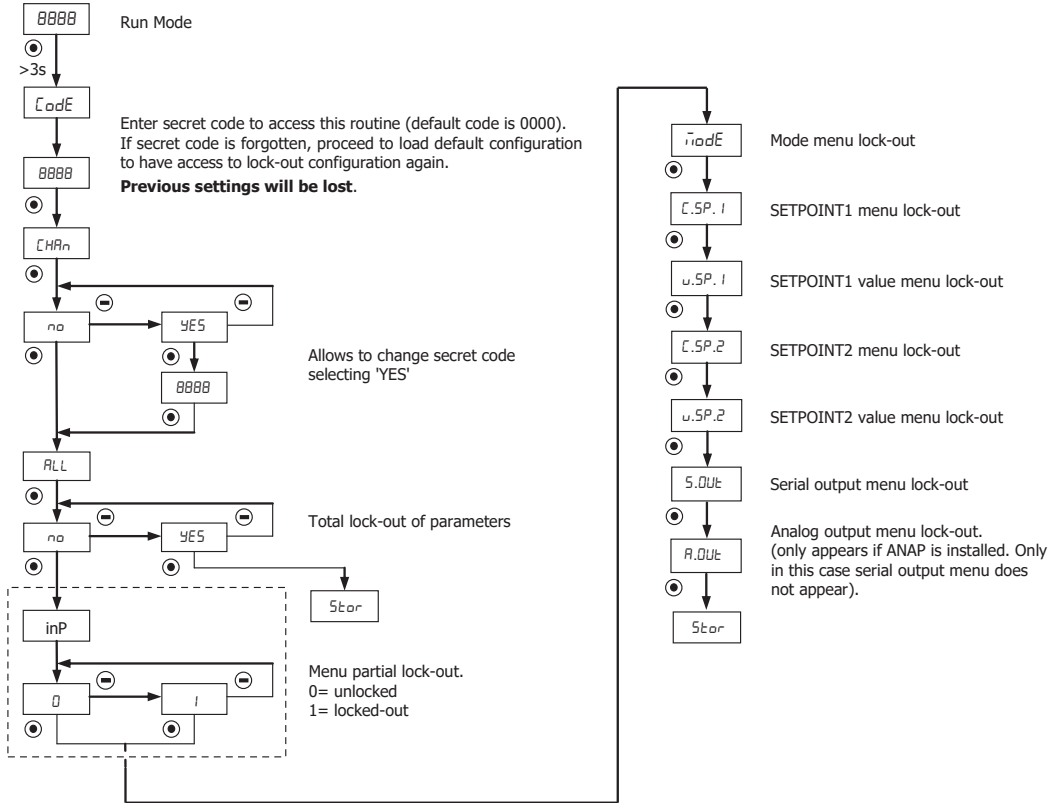 8888
Run Mode
>3s
CodE
Enter secret code to access this routine (default code is 0000).
If secret code is forgotten, proceed to load default configuration
to have access to lock-out configuration again.
Previous settings will be lost.
8888
CHAn
no
YES
Allows to change secret code
selecting 'YES'
8888
ALL
Total lock-out of parameters
no
YES
Stor
inP
Menu partial lock-out.
0= unlocked
1= locked-out
0
1
modE
Mode menu lock-out
C.SP.1
SETPOINT1 menu lock-out
u.SP.1
SETPOINT1 value menu lock-out
C.SP.2
SETPOINT2 menu lock-out
u.SP.2
SETPOINT2 value menu lock-out
S.OUt
Serial output menu lock-out
A.OUt
Analog output menu lock-out.
(only appears if ANAP is installed. Only
in this case serial output menu does
not appear).
Stor